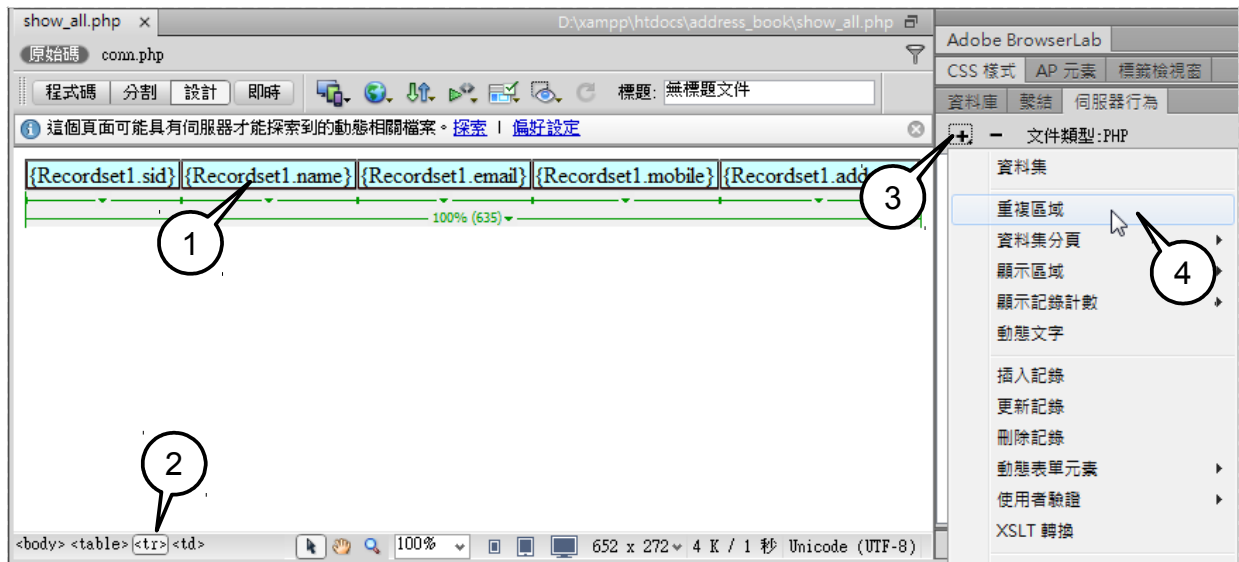 show_all.php × D:\xampp\htdocs\address_book\show_all.php
原始碼 conn.php
程式碼 分割 設計 即時 標題: 無標題文件
這個頁面可能具有伺服器才能探索到的動態相關檔案。探索 | 偏好設定
{Recordset1.sid} {Recordset1.name} {Recordset1.email} {Recordset1.mobile} {Recordset1.add
100% (635)
1
2
<body> <table> <tr> <td> 100% 652 x 272 4 K / 1 秒 Unicode (UTF-8)
Adobe BrowserLab
CSS 樣式 AP 元素 標籤檢視窗
資料庫 繫結 伺服器行為
文件類型:PHP
3
資料集
重複區域
資料集分頁
4
顯示區域
顯示記錄計數
動態文字
插入記錄
更新記錄
刪除記錄
動態表單元素
使用者驗證
XSLT 轉換